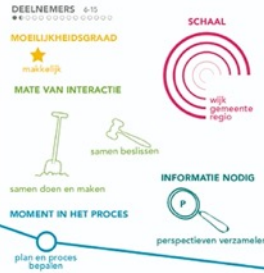 DEELNEMERS 6-15
SCHAAL
MOEILIJKHEIDSGRAAD
makkelijk
MATE VAN INTERACTIE
wijk
gemeente
regio
samen beslissen
samen doen en maken
INFORMATIE NODIG
P
MOMENT IN HET PROCES
perspectieven verzamelen
plan en proces
bepalen